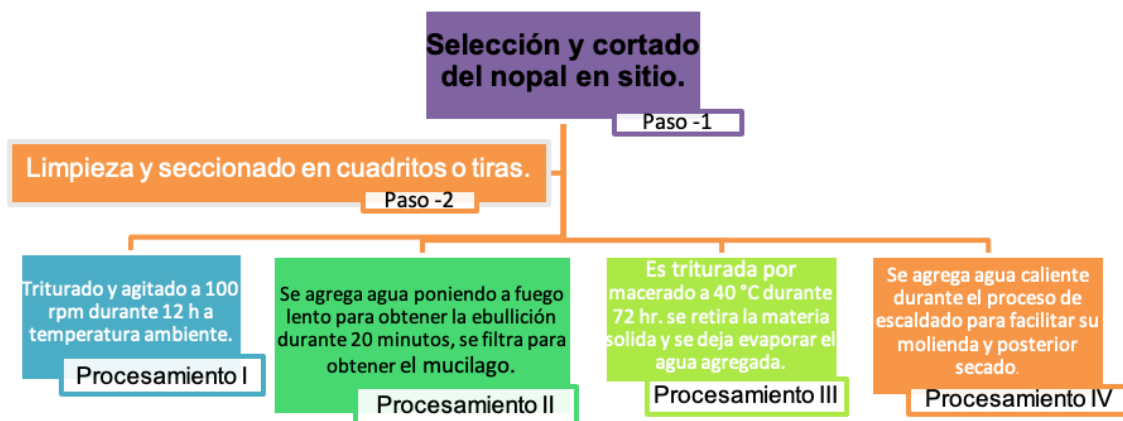 Selección y cortado
del nopal en sitio.
Paso -1
Limpieza y seccionado en cuadritos o tiras.
Paso -2
Triturado y agitado a 100
rpm durante 12 h a
temperatura ambiente.
Procesamiento I
Se agrega agua poniendo a fuego
lento para obtener la ebullición
durante 20 minutos, se filtra para
obtener el mucilago.
Procesamiento II
Es triturada por
macerado a 40 °C durante
72 hr. se retira la materia
solida y se deja evaporar el
agua agregada.
Procesamiento III
Se agrega agua caliente
durante el proceso de
escaldado para facilitar su
molienda y posterior
secado.
Procesamiento IV